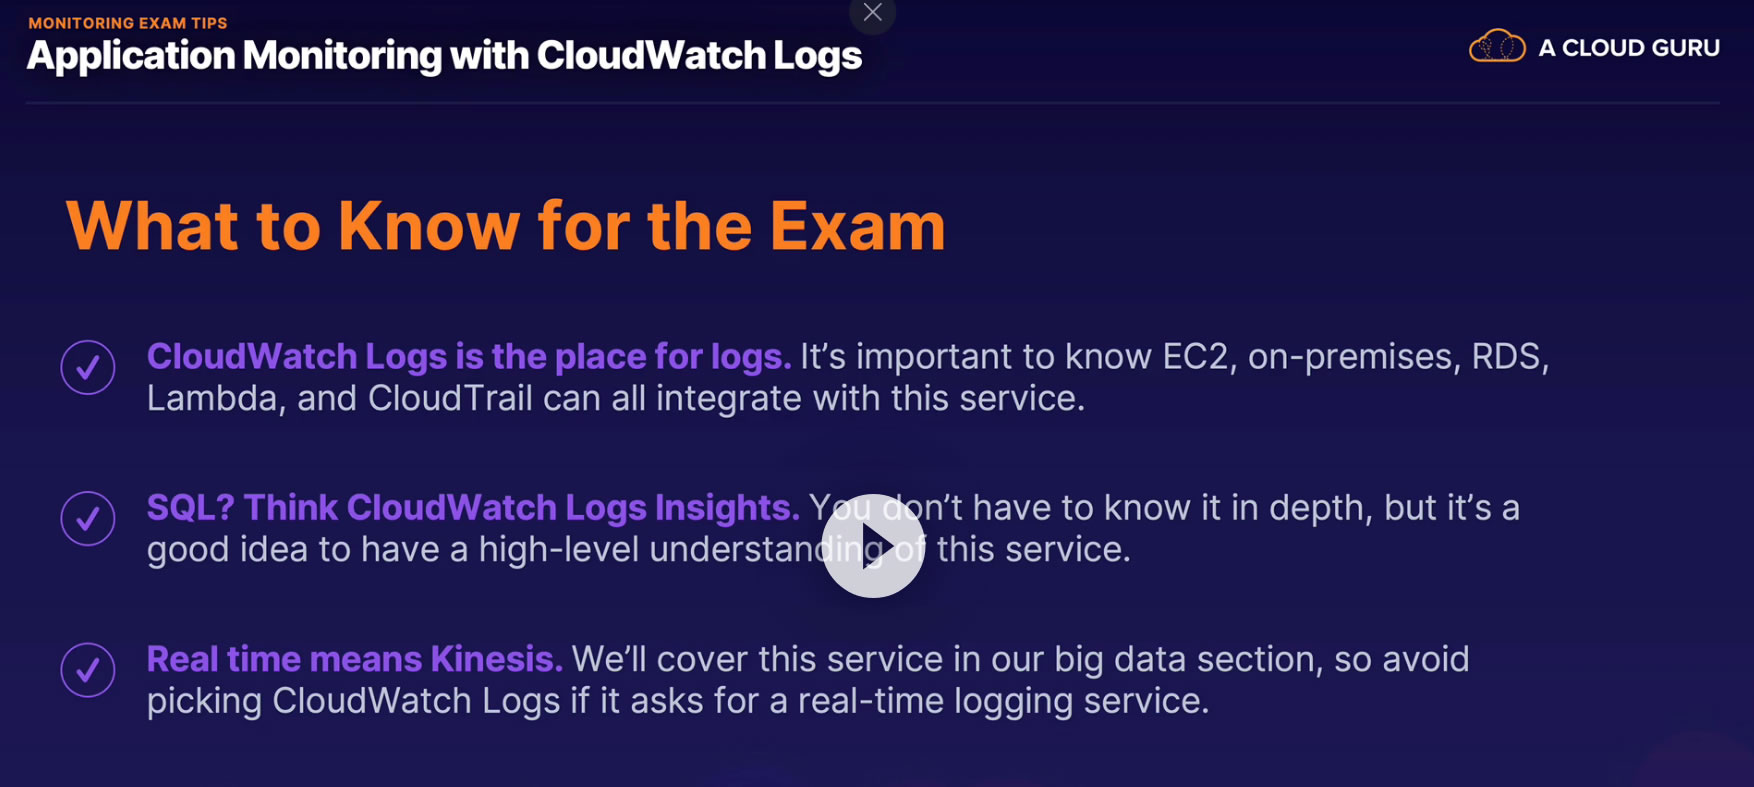 MONITORING EXAM TIPS
Application Monitoring with CloudWatch Logs
A CLOUD GURU
What to Know for the Exam
CloudWatch Logs is the place for logs. It’s important to know EC2, on-premises, RDS,
Lambda, and CloudTrail can all integrate with this service.
SQL? Think CloudWatch Logs Insights. You don’t have to know it in depth, but it’s a
good idea to have a high-level understanding of this service.
Real time means Kinesis. We’ll cover this service in our big data section, so avoid
picking CloudWatch Logs if it asks for a real-time logging service.